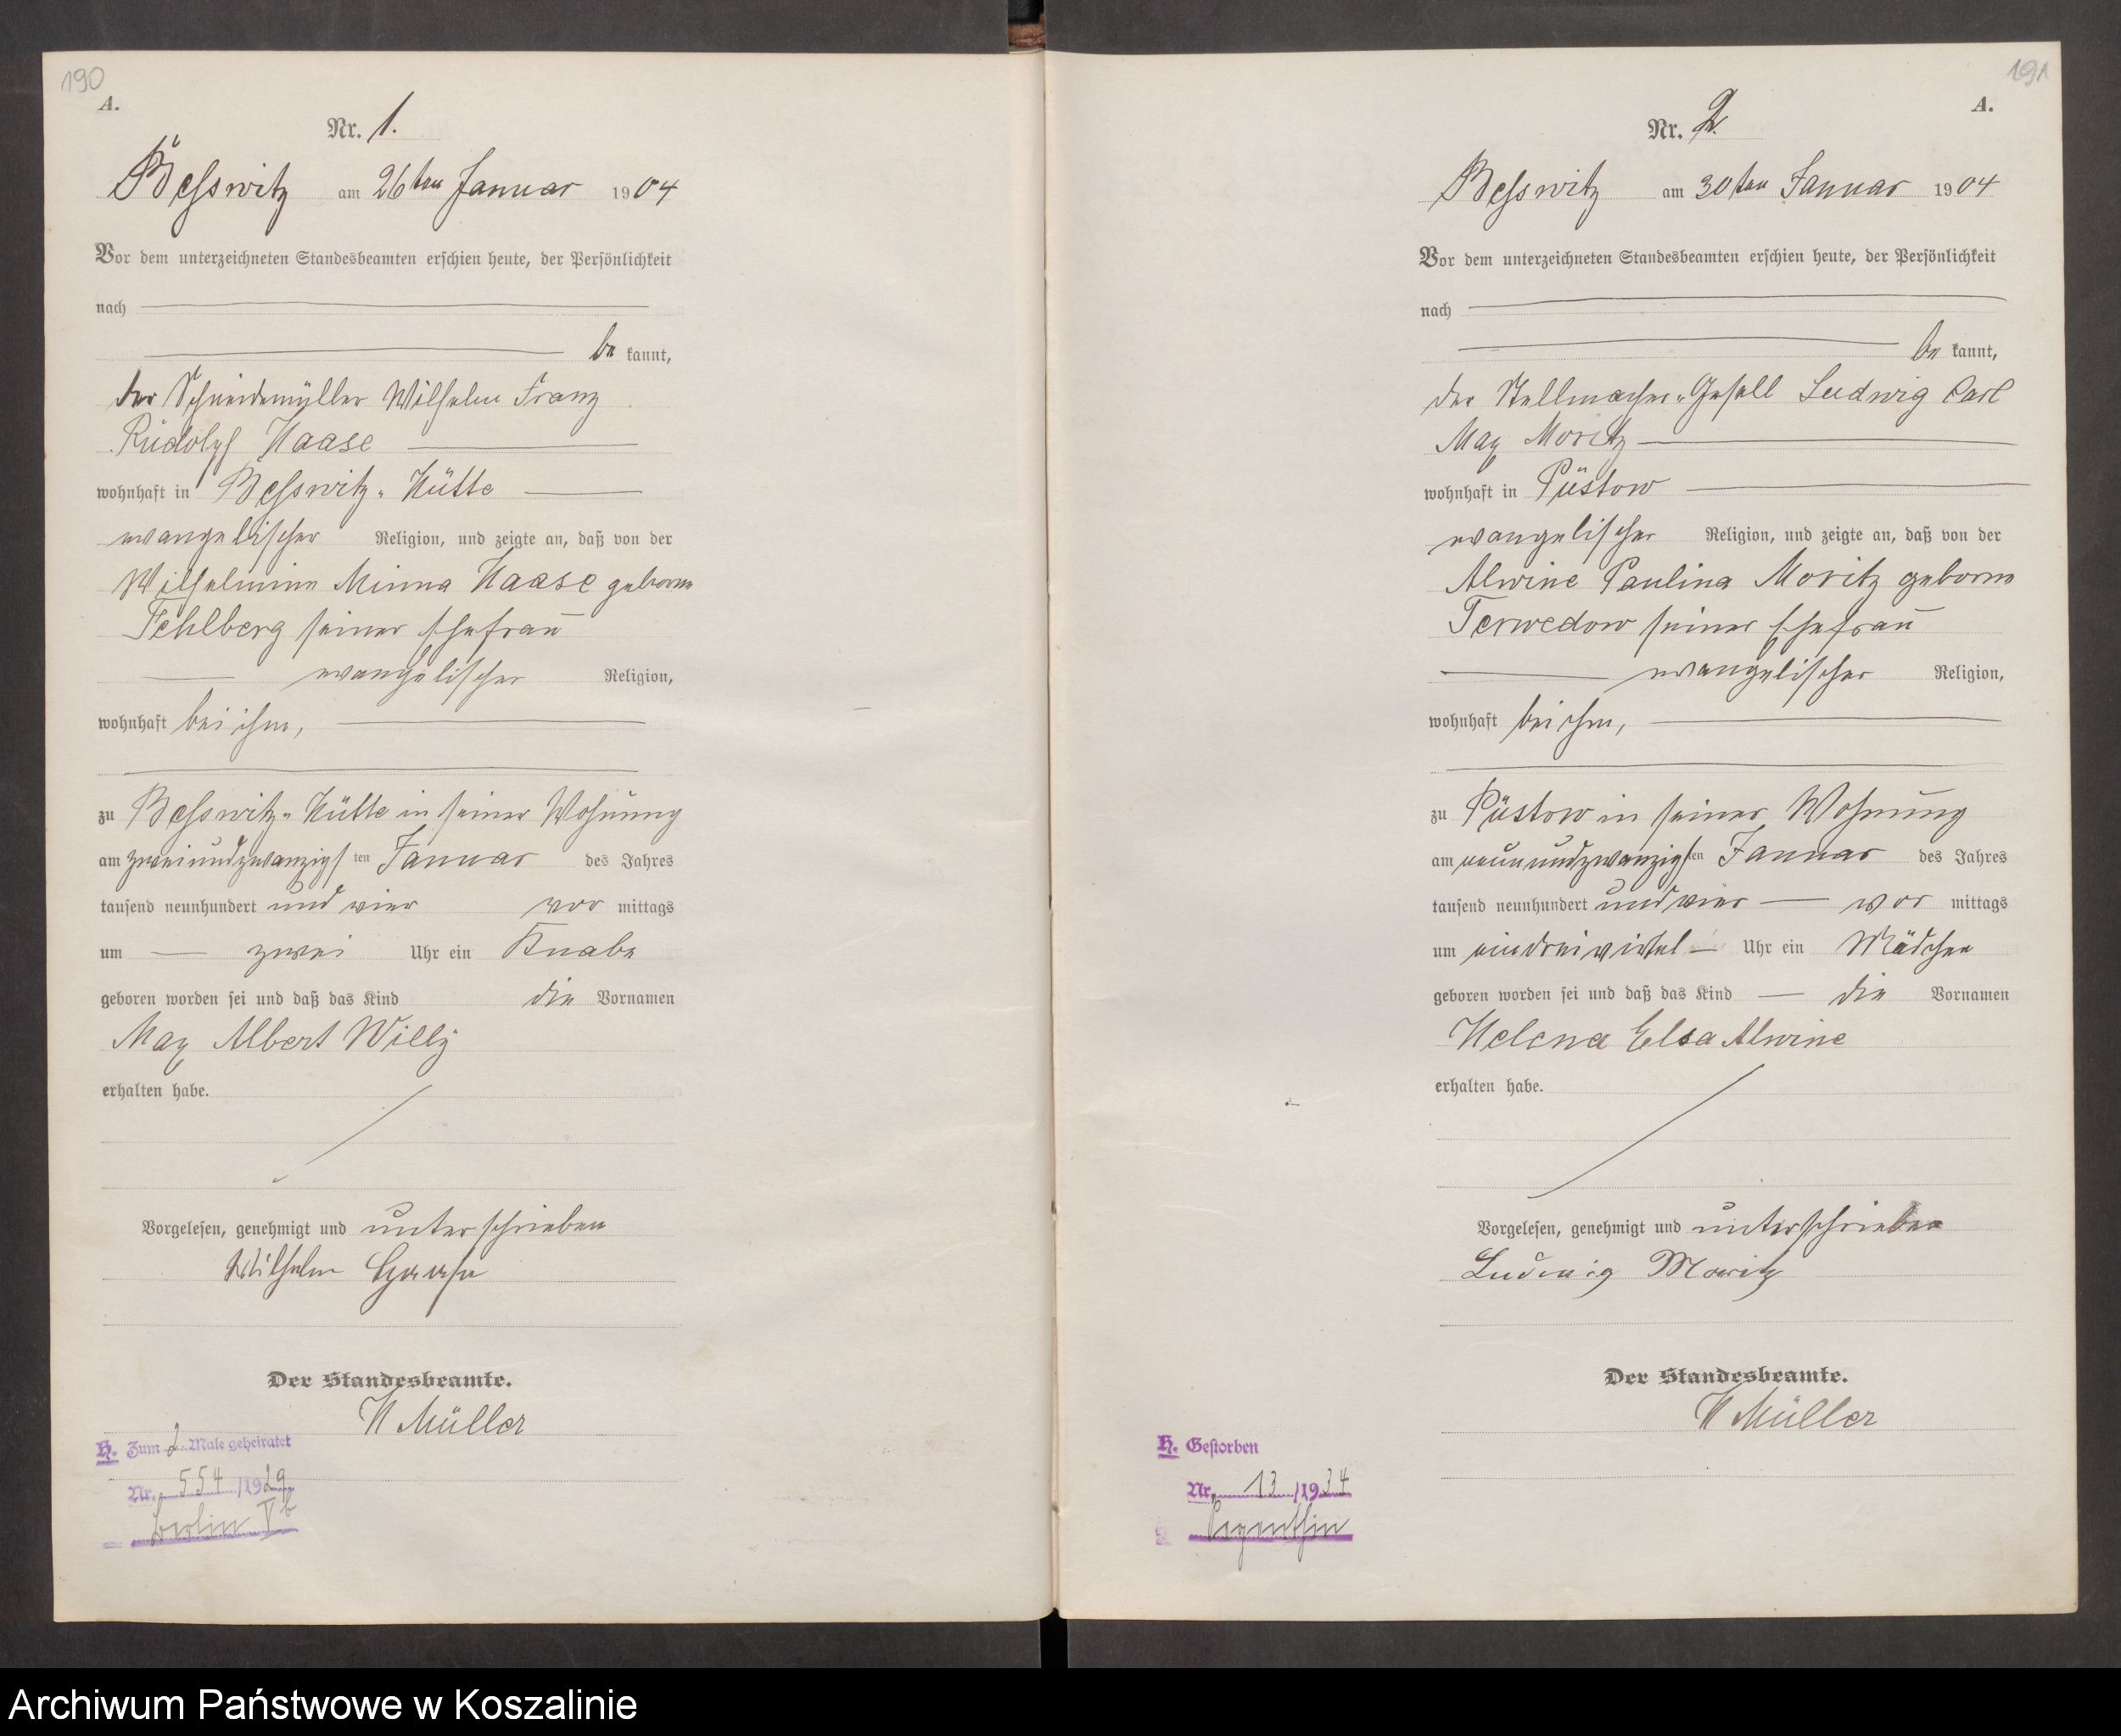 190
A.
Nr. 1.
Besswitz am 26ten Januar 1904
Vor dem unterzeichneten Standesbeamten erschien heute, der Persönlichkeit
nach
be kannt,
der Schneidemüller Wilhelm Franz
Rudolph Haase
wohnhaft in Besswitz-Hütte
evangelischer Religion, und zeigte an, daß von der
Wilhelmine Minna Haase geborne
Fehlberg seiner Ehefrau
evangelischer Religion,
wohnhaft bei ihm,
zu Besswitz-Hütte in seiner Wohnung
am zweiundzwanzigsten Januar des Jahres
tausend neunhundert und vier vor mittags
um zwei Uhr ein Knabe
geboren worden sei und daß das Kind die Vornamen
Max Albert Willy
erhalten habe.
Vorgelesen, genehmigt und unterschrieben
Wilhelm Haase
Der Standesbeamte.
H Müller
H. Zum 2. Male geheiratet
Nr. 554/1929
Berlin Vb
191
A.
Nr. 2.
Besswitz am 30ten Januar 1904
Vor dem unterzeichneten Standesbeamten erschien heute, der Persönlichkeit
nach
be kannt,
der Stellmacher-Gesell Ludwig Carl
Max Moritz
wohnhaft in Püstow
evangelischer Religion, und zeigte an, daß von der
Alwine Paulina Moritz geborne
Terwedow seiner Ehefrau
evangelischer Religion,
wohnhaft bei ihm,
zu Püstow in seiner Wohnung
am neunundzwanzigsten Januar des Jahres
tausend neunhundert und vier vor mittags
um eindreiviertel Uhr ein Mädchen
geboren worden sei und daß das Kind die Vornamen
Helena Elsa Alwine
erhalten habe.
Vorgelesen, genehmigt und unterschrieben
Ludwig Moritz
Der Standesbeamte.
H Müller
H. Gestorben
Nr. 13/1934
Archiwum Państwowe w Koszalinie